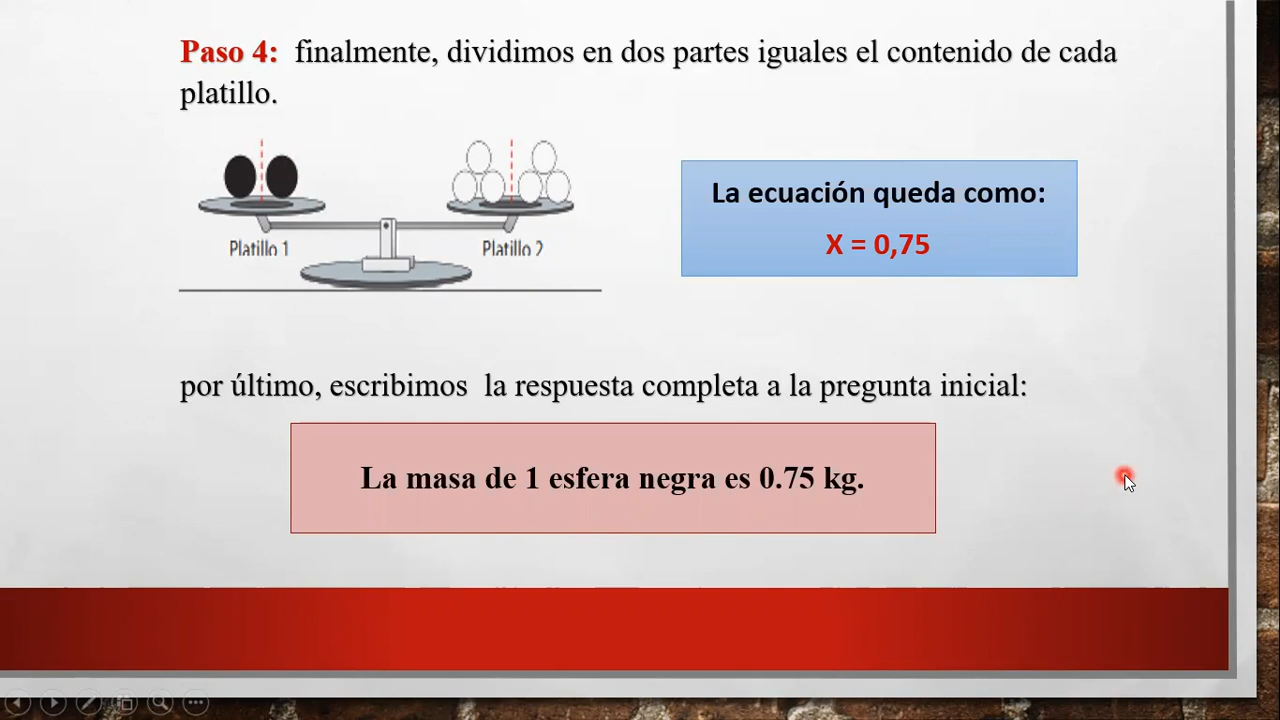 Paso 4: finalmente, dividimos en dos partes iguales el contenido de cada
platillo.
Platillo 1
Platillo 2
La ecuación queda como:
X = 0,75
por último, escribimos la respuesta completa a la pregunta inicial:
La masa de 1 esfera negra es 0.75 kg.